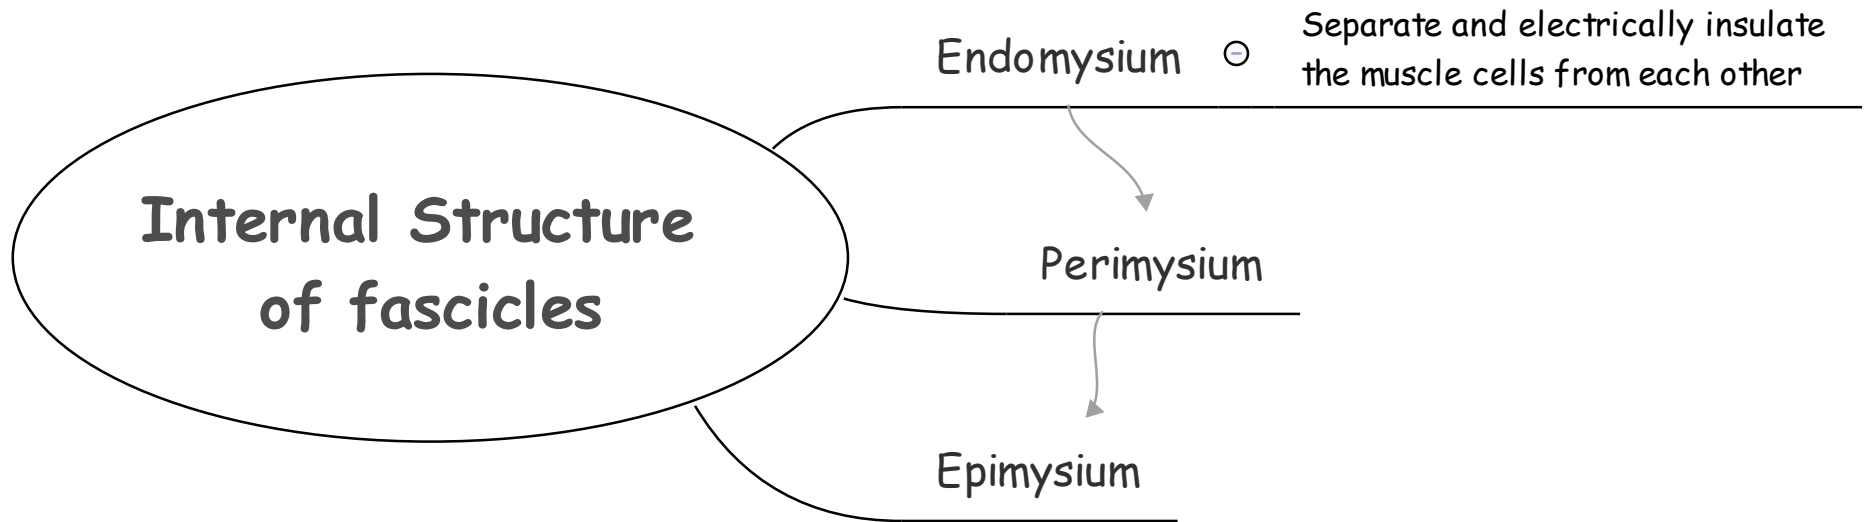 Internal Structure
of fascicles
Endomysium
Separate and electrically insulate
the muscle cells from each other
Perimysium
Epimysium